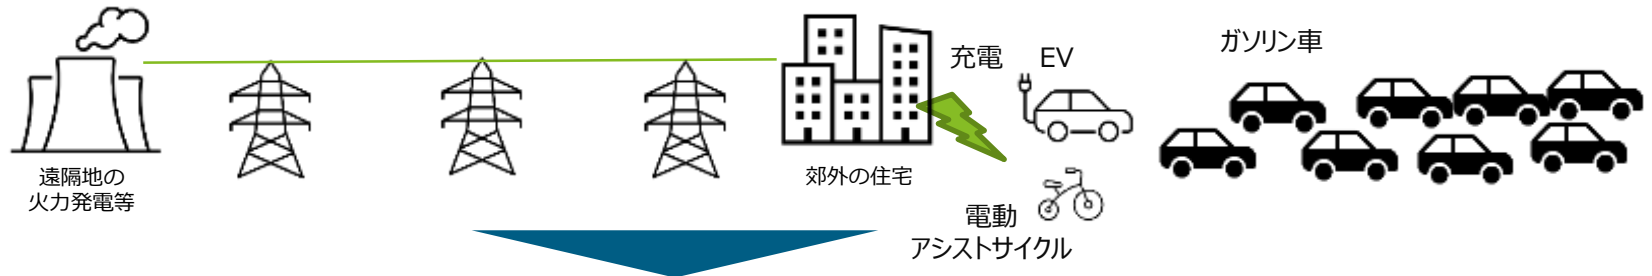 遠隔地の
火力発電等
郊外の住宅
充電
EV
電動
アシストサイクル
ガソリン車